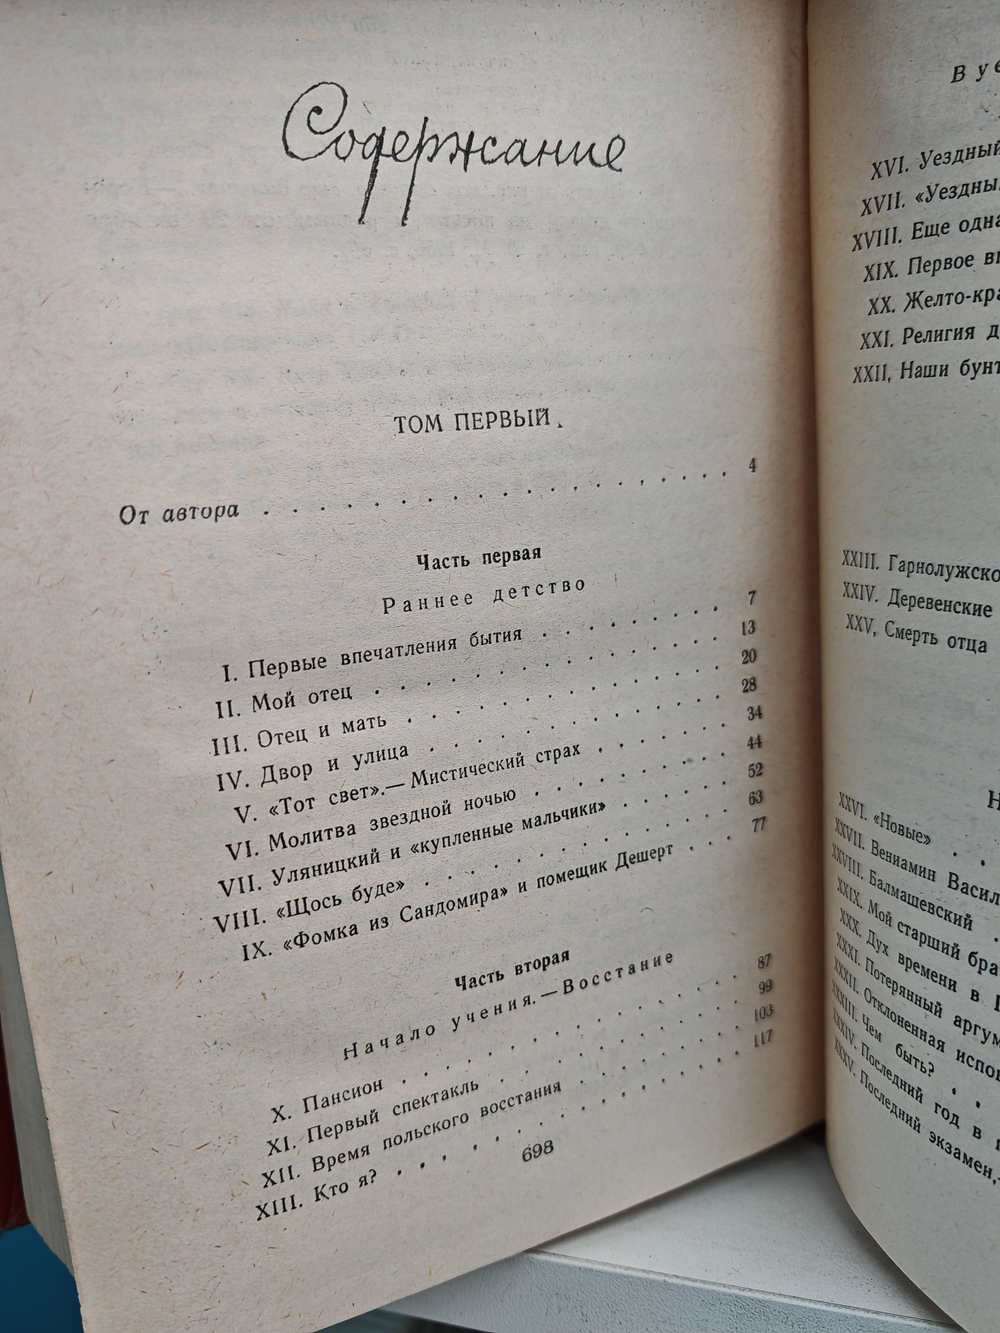 Содержание
ТОМ ПЕРВЫЙ
От автора . . . . . . . . . . . . . . . . . 4
Часть первая
Раннее детство
I. Первые впечатления бытия . . . . . . . 7
II. Мой отец . . . . . . . . . . . . . 13
III. Отец и мать . . . . . . . . . . . . 20
IV. Двор и улица . . . . . . . . . . . 28
V. «Тот свет».— Мистический страх . . . . . 34
VI. Молитва звездной ночью . . . . . . . . 44
VII. Уляницкий и «купленные мальчики» . . . . . 52
VIII. «Щось буде» . . . . . . . . . . . 63
IX. «Фомка из Сандомира» и помещик Дешерт . . . 77
Часть вторая
Начало учения.—Восстание
X. Пансион . . . . . . . . . . . . . 87
XI. Первый спектакль . . . . . . . . . 99
XII. Время польского восстания . . . . . . . 103
XIII. Кто я? . . . . . . . . . . . . . 117
698
В уе
XVI. Уездный
XVII. «Уездны
XVIII. Еще одна
XIX. Первое
XX. Желто-кра
XXI. Религия д
XXII, Наши бунт
XXIII. Гарнолужско
XXIV. Деревенские
XXV, Смерть отца
Н
XXVI. «Новые» . .
XXVII. Вениамин Васил
XXVIII. Балмашевский .
XXIX. Мой старший бра
XXX. Дух времени в
XXXI. Потерянный аргум
XXXII. Отклоненная испов
XXXIII. Чем быть? . .
XXXIV. Последний год в
XXXV. Последний экзамен,